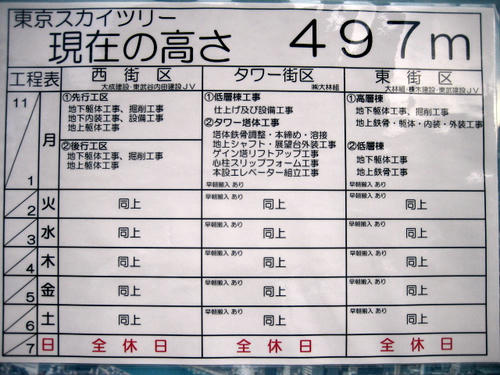 東京スカイツリー
現在の高さ 497m
工程表 西街区 タワー街区 東街区
大成建設・東武谷内田建設JV ㈱大林組 大林組・積木建設・東武建設JV
11
月
1
①先行工区
地下躯体工事、掘削工事
地下内装工事、設備工事
地上躯体工事
②後行工区
地下躯体工事、掘削工事
地上躯体工事
①低層棟工事
仕上げ及び設備工事
②タワー塔体工事
塔体鉄骨調整・本締め・溶接
地上シャフト・展望台外装工事
ゲイン塔リフトアップ工事
心柱スリップフォーム工事
本設エレベーター組立工事
早朝搬入 あり
①高層棟
地下躯体工事、掘削工事
地上鉄骨・躯体・内装・外装工事
②低層棟
地下躯体工事
地上鉄骨工事
早朝搬入 あり
2 火 同上 早朝搬入 あり 同上 早朝搬入 あり 同上
3 水 同上 早朝搬入 あり 同上 早朝搬入 あり 同上
4 木 同上 早朝搬入 あり 同上 早朝搬入 あり 同上
5 金 同上 早朝搬入 あり 同上 早朝搬入 あり 同上
6 土 同上 早朝搬入 あり 同上 早朝搬入 あり 同上
7 日 全休日 全休日 全休日